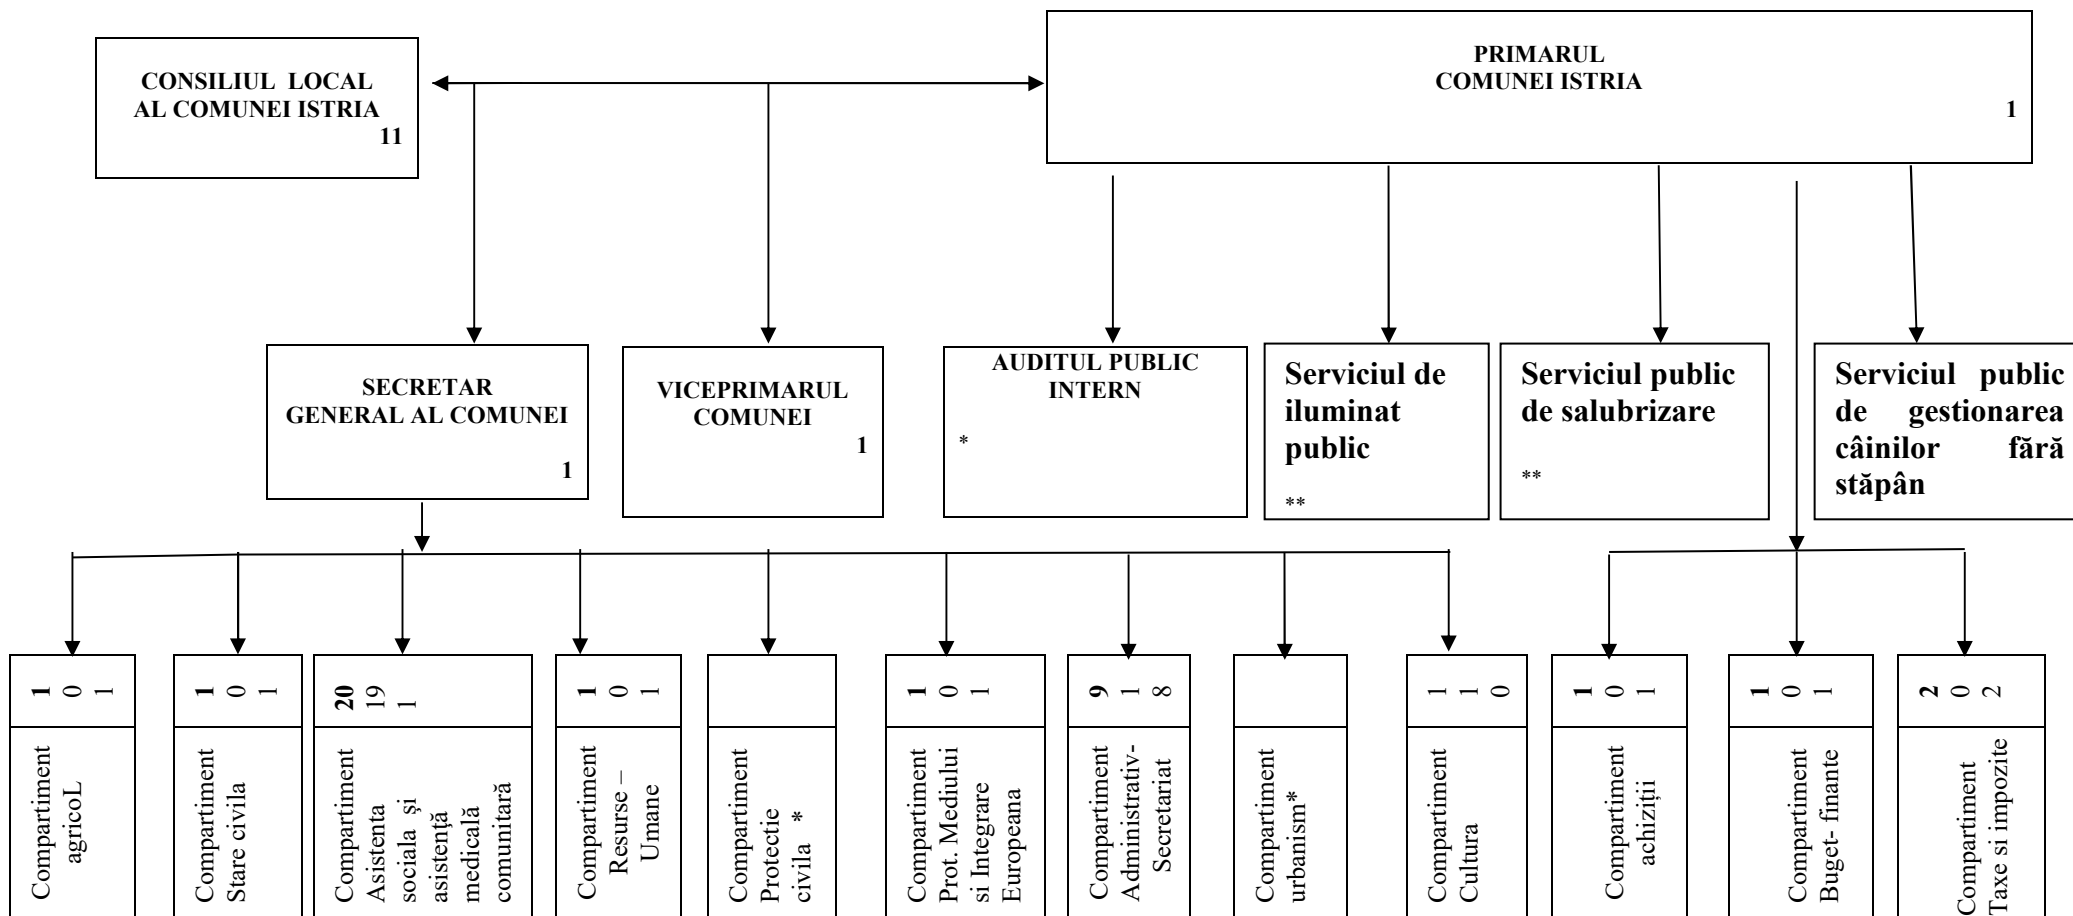 CONSILIUL LOCAL
AL COMUNEI ISTRIA
11
PRIMARUL
COMUNEI ISTRIA
1
SECRETAR
GENERAL AL COMUNEI
1
VICEPRIMARUL
COMUNEI
1
AUDITUL PUBLIC
INTERN
*
Serviciul de
iluminat
public
**
Serviciul public
de salubrizare
**
Serviciul public
de gestionarea
câinilor fără
stăpân
1
0
1
Compartiment
agricoL
1
0
1
Compartiment
Stare civila
20
19
1
Compartiment
Asistenta
sociala și
asistență
medicală
comunitară
1
0
1
Compartiment
Resurse –
Umane
Compartiment
Protectie
civila *
1
0
1
Compartiment
Prot. Mediului
si Integrare
Europeana
9
1
8
Compartiment
Administrativ-
Secretariat
Compartiment
urbanism*
1
1
0
Compartiment
Cultura
1
0
1
Compartiment
achiziții
1
0
1
Compartiment
Buget- finante
2
0
2
Compartiment
Taxe si impozite